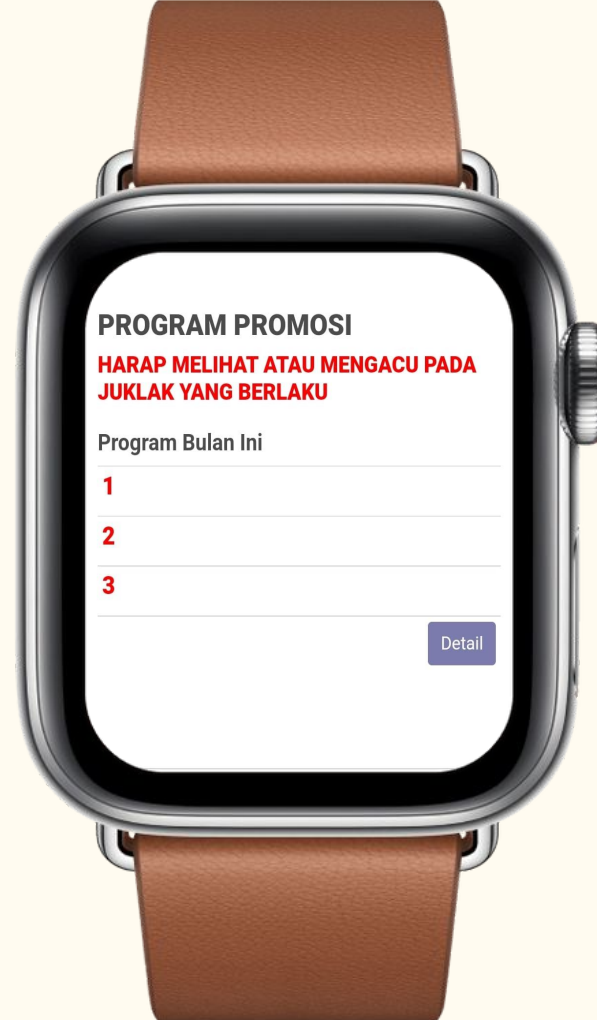 PROGRAM PROMOSI
HARAP MELIHAT ATAU MENGACU PADA
JUKLAK YANG BERLAKU
Program Bulan Ini
1
2
3
Detail